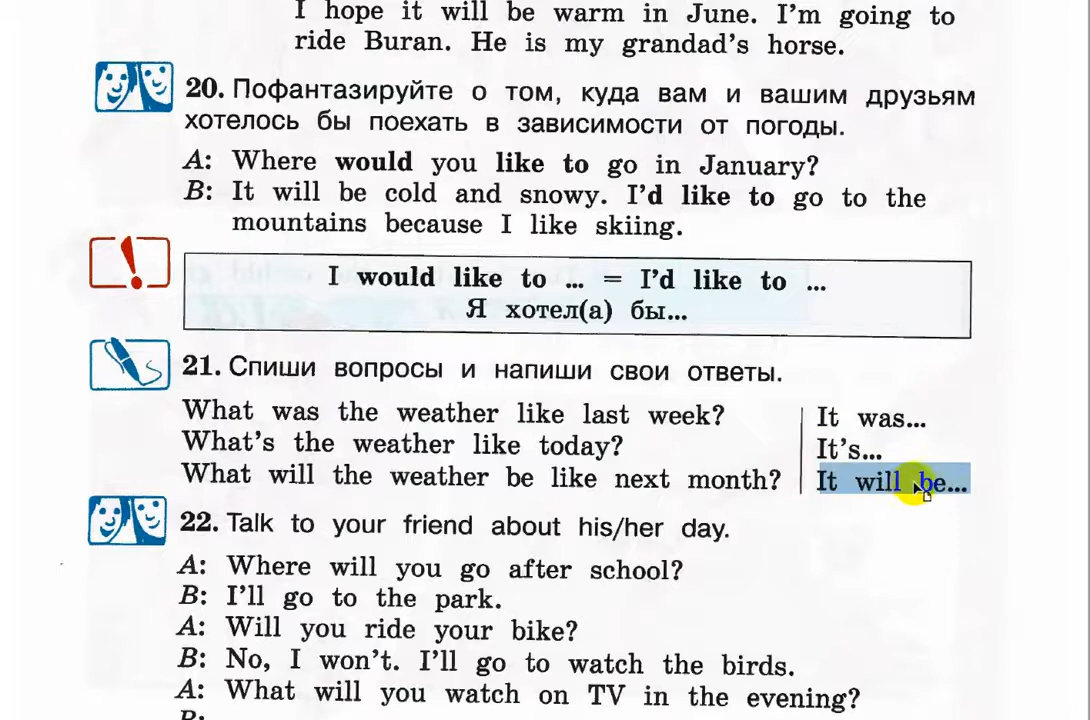 I hope it will be warm in June. I'm going to
ride Buran. He is my grandad's horse.
20. Пофантазируйте о том, куда вам и вашим друзьям
хотелось бы поехать в зависимости от погоды.
A: Where would you like to go in January?
B: It will be cold and snowy. I'd like to go to the
mountains because I like skiing.
I would like to ... = I'd like to ...
Я хотел(а) бы...
21. Спиши вопросы и напиши свои ответы.
What was the weather like last week? It was...
What's the weather like today? It's...
What will the weather be like next month? It will be...
22. Talk to your friend about his/her day.
A: Where will you go after school?
B: I'll go to the park.
A: Will you ride your bike?
B: No, I won't. I'll go to watch the birds.
A: What will you watch on TV in the evening?
B: